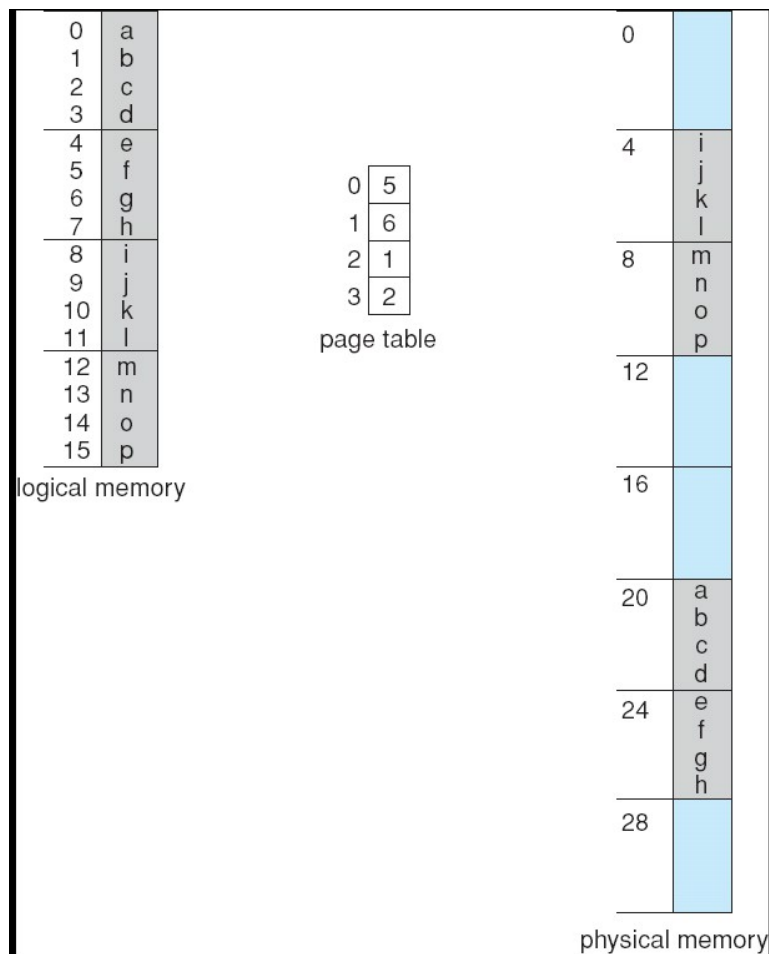 0 a
1 b
2 c
3 d
4 e
5 f
6 g
7 h
8 i
9 j
10 k
11 l
12 m
13 n
14 o
15 p
logical memory
0 5
1 6
2 1
3 2
page table
0
4 i
j
k
l
8 m
n
o
p
12
16
20 a
b
c
d
24 e
f
g
h
28
physical memory